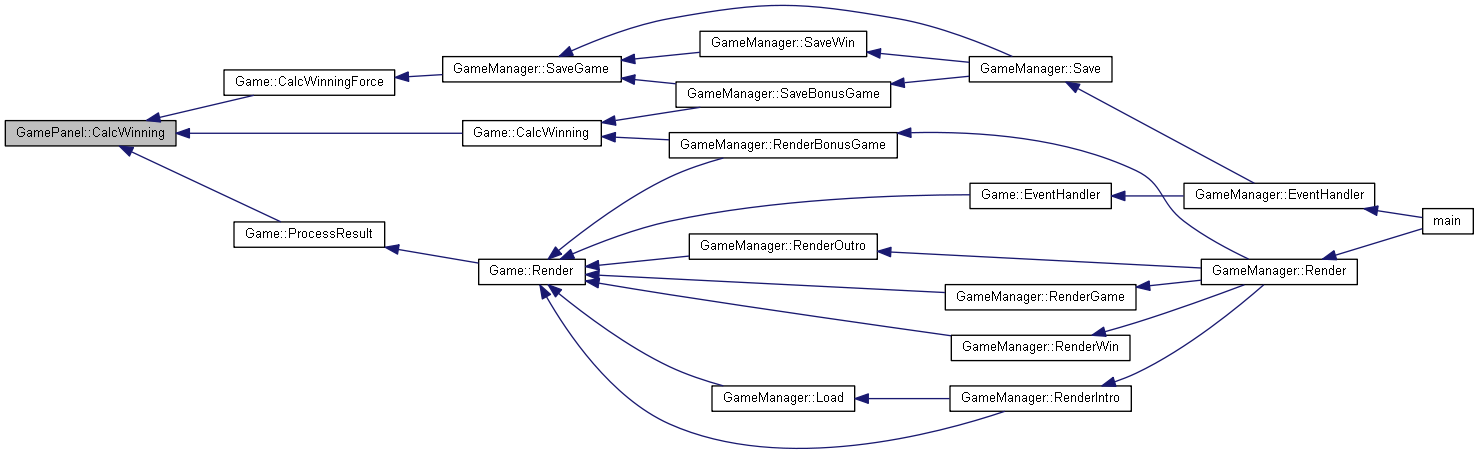 GameManager::SaveWin
GameManager::SaveGame
GameManager::Save
Game::CalcWinningForce
GameManager::SaveBonusGame
GamePanel::CalcWinning
Game::CalcWinning
GameManager::RenderBonusGame
Game::EventHandler
GameManager::EventHandler
main
Game::ProcessResult
GameManager::RenderOutro
Game::Render
GameManager::Render
GameManager::RenderGame
GameManager::RenderWin
GameManager::Load
GameManager::RenderIntro